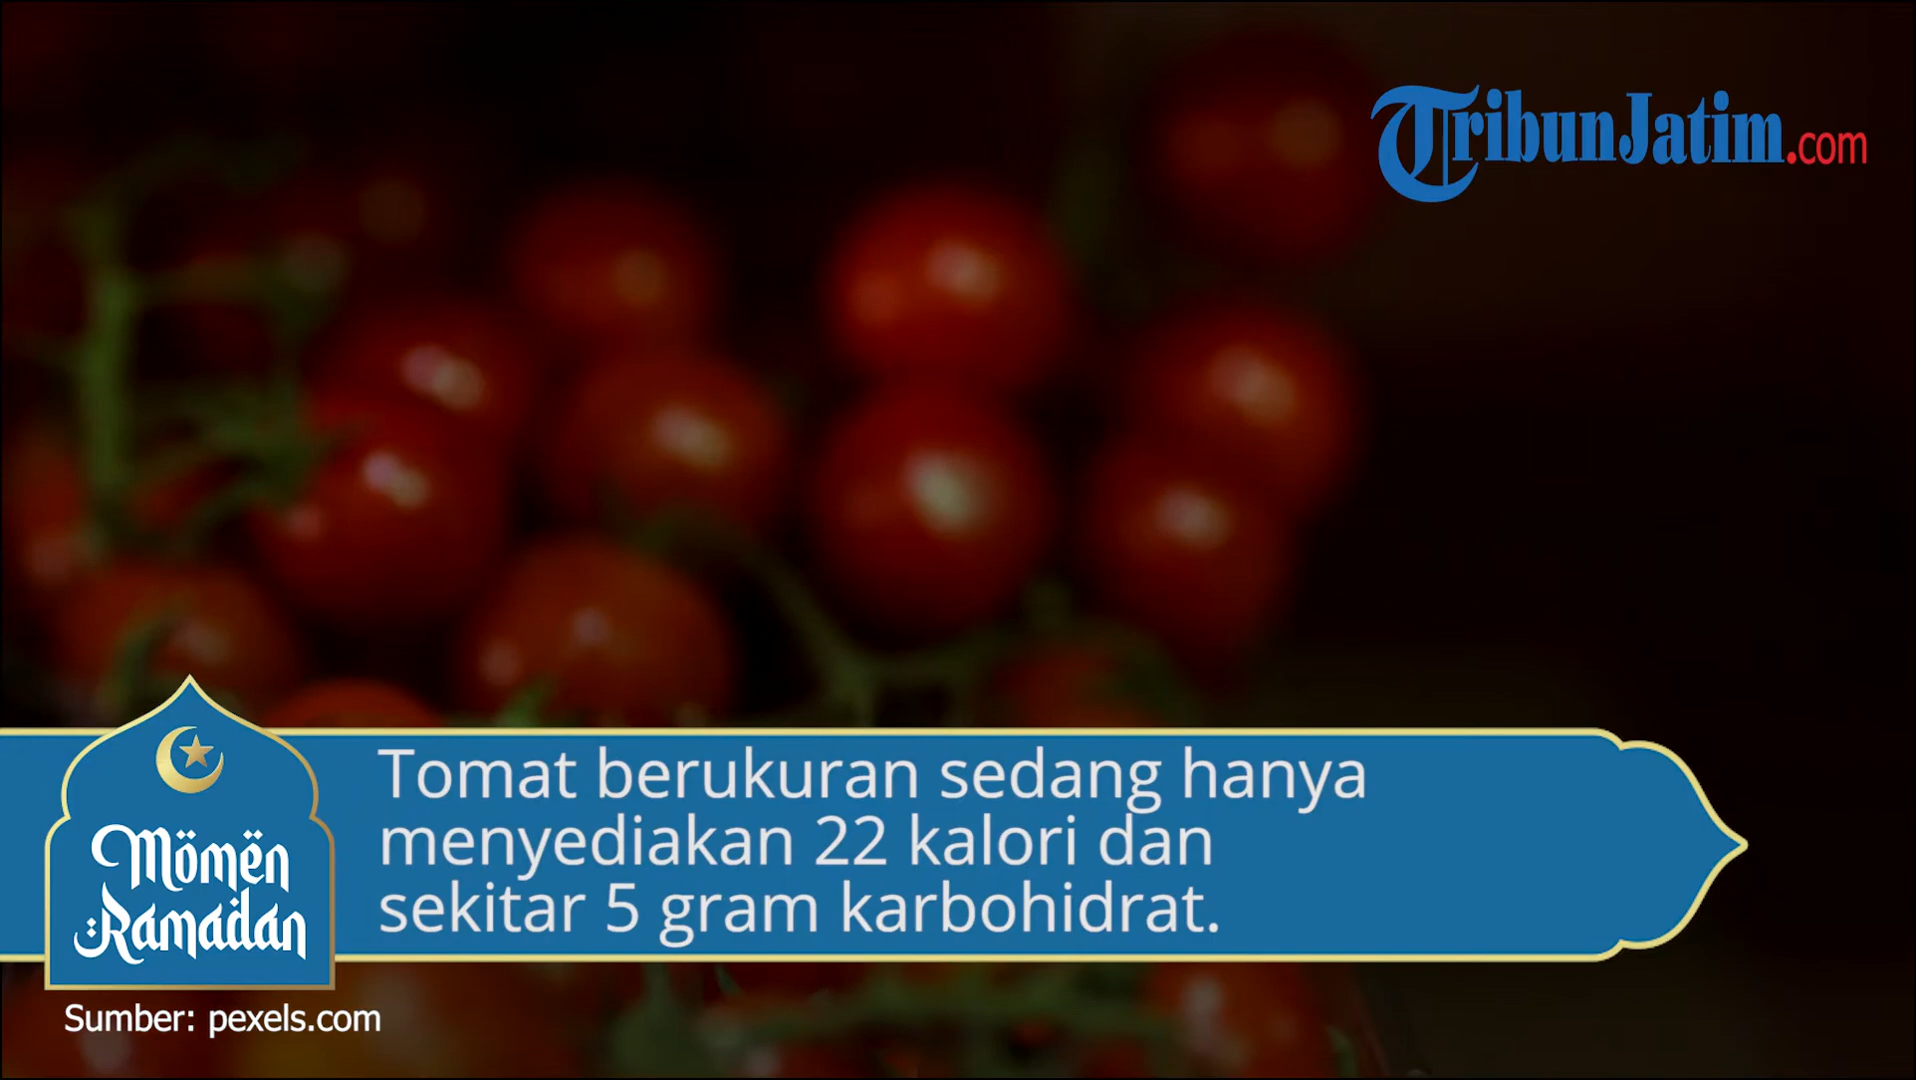 TribunJatim.com
Tomat berukuran sedang hanya
menyediakan 22 kalori dan
sekitar 5 gram karbohidrat.
Mömën
Ramadan
Sumber: pexels.com